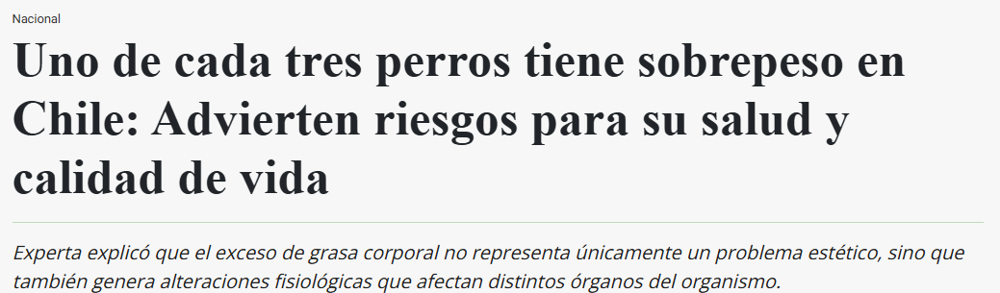 Nacional
Uno de cada tres perros tiene sobrepeso en
Chile: Advierten riesgos para su salud y
calidad de vida
Experta explicó que el exceso de grasa corporal no representa únicamente un problema estético, sino que
también genera alteraciones fisiológicas que afectan distintos órganos del organismo.